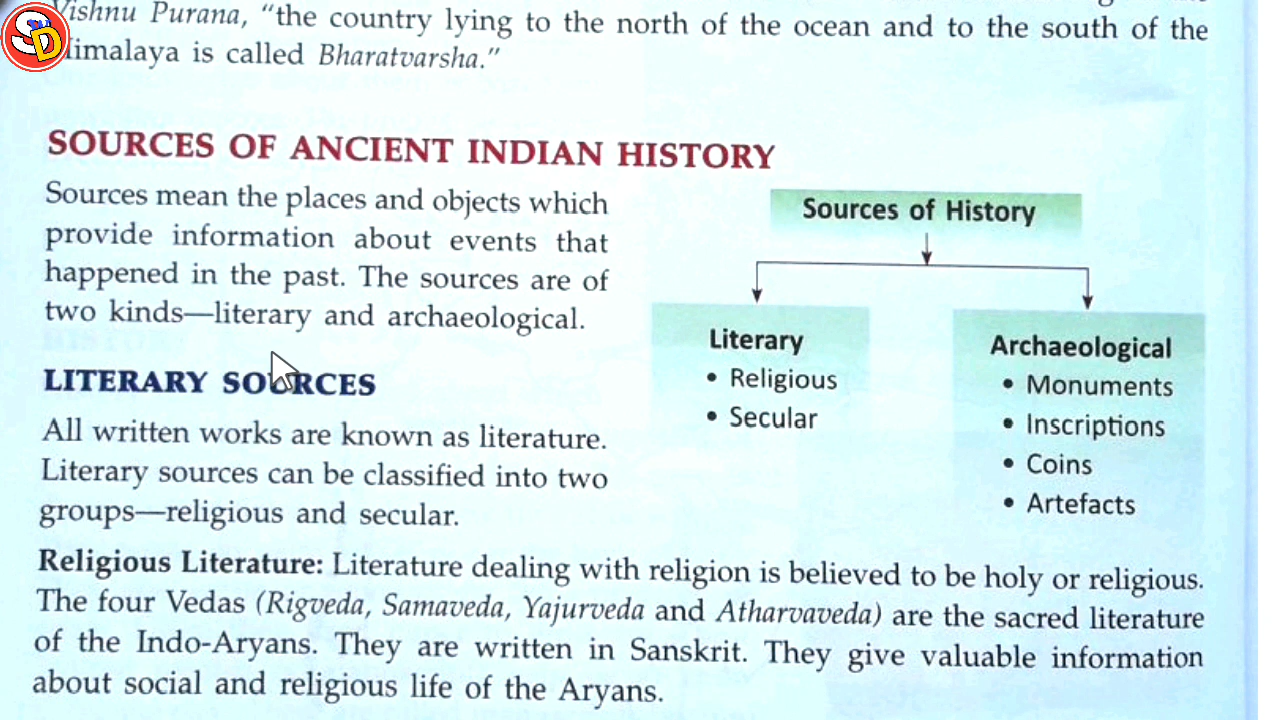 Vishnu Purana, "the country lying to the north of the ocean and to the south of the
Himalaya is called Bharatvarsha."
SD
SOURCES OF ANCIENT INDIAN HISTORY
Sources mean the places and objects which
provide information about events that
happened in the past. The sources are of
two kinds—literary and archaeological.
Sources of History
Literary
• Religious
• Secular
Archaeological
• Monuments
• Inscriptions
• Coins
• Artefacts
LITERARY SOURCES
All written works are known as literature.
Literary sources can be classified into two
groups—religious and secular.
Religious Literature: Literature dealing with religion is believed to be holy or religious.
The four Vedas (Rigveda, Samaveda, Yajurveda and Atharvaveda) are the sacred literature
of the Indo-Aryans. They are written in Sanskrit. They give valuable information
about social and religious life of the Aryans.